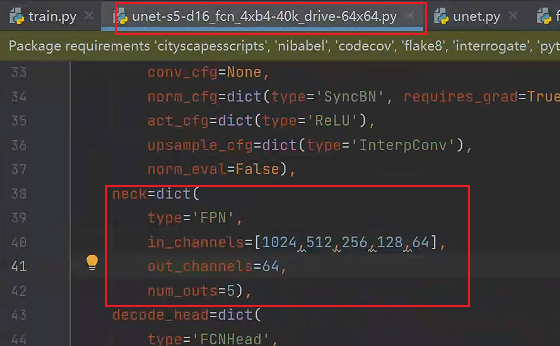 train.py
unet-s5-d16_fcn_4xb4-40k_drive-64x64.py
unet.py
Package requirements 'cityscapesscripts', 'nibabel', 'codecov', 'flake8', 'interrogate', 'pyt
33 conv_cfg=None,
34 norm_cfg=dict(type='SyncBN', requires_grad=True
35 act_cfg=dict(type='ReLU'),
36 upsample_cfg=dict(type='InterpConv'),
37 norm_eval=False),
38 neck=dict(
39 type='FPN',
40 in_channels=[1024,512,256,128,64],
41 out_channels=64,
42 num_outs=5),
43 decode_head=dict(
44 type='FCNHead',